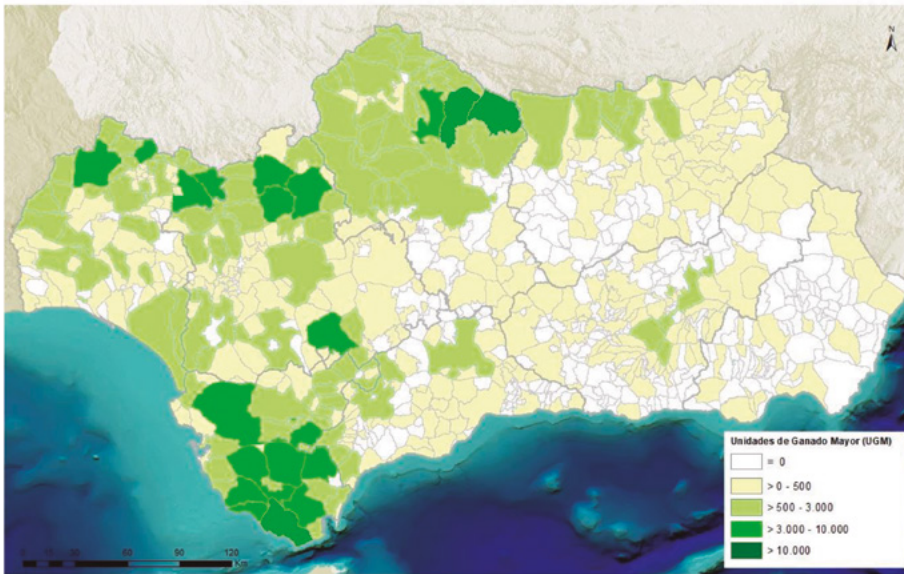 N
Unidades de Ganado Mayor (UGM)
= 0
> 0 - 500
> 500 - 3.000
> 3.000 - 10.000
> 10.000
0 15 30 60 90 120
Km